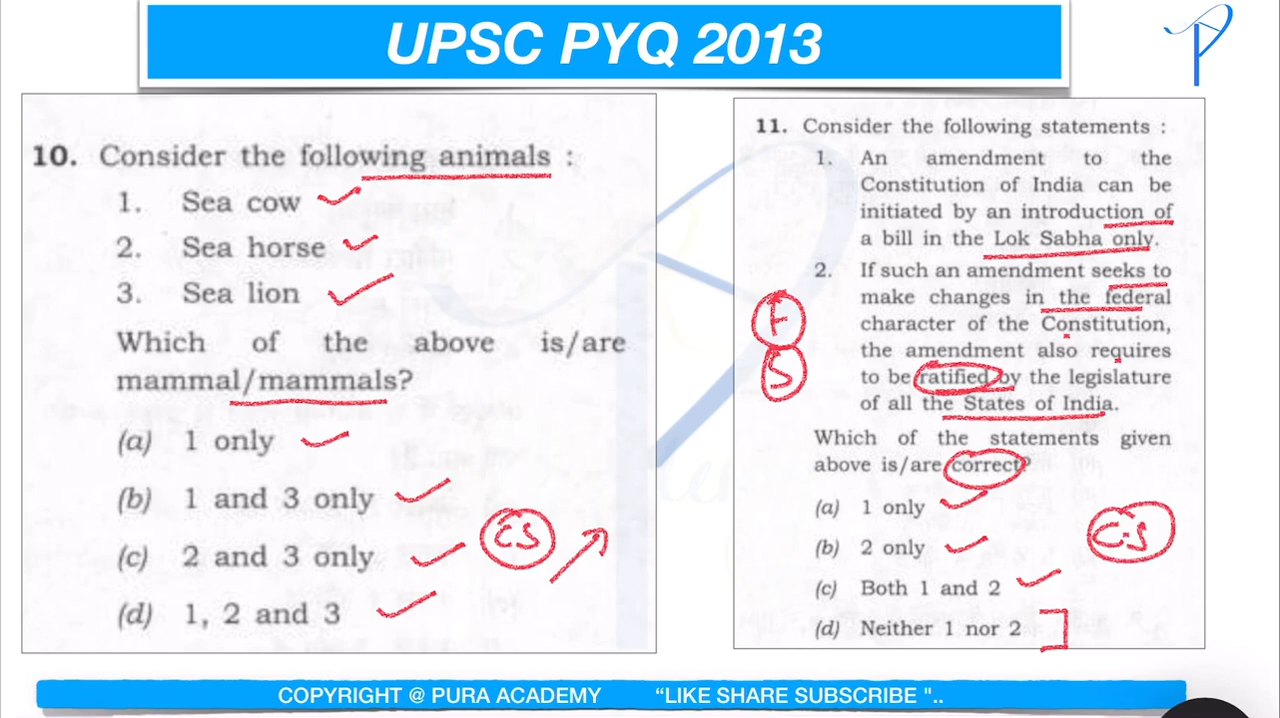 UPSC PYQ 2013
10. Consider the following animals :
1. Sea cow
2. Sea horse
3. Sea lion
Which of the above is/are
mammal/mammals?
(a) 1 only
(b) 1 and 3 only
(c) 2 and 3 only
(d) 1, 2 and 3
CS
11. Consider the following statements :
1. An amendment to the
Constitution of India can be
initiated by an introduction of
a bill in the Lok Sabha only.
2. If such an amendment seeks to
make changes in the federal
character of the Constitution,
the amendment also requires
to be ratified by the legislature
of all the States of India.
F
S
Which of the statements given
above is/are correct?
(a) 1 only
(b) 2 only
(c) Both 1 and 2
(d) Neither 1 nor 2
CS
COPYRIGHT @ PURA ACADEMY "LIKE SHARE SUBSCRIBE "..